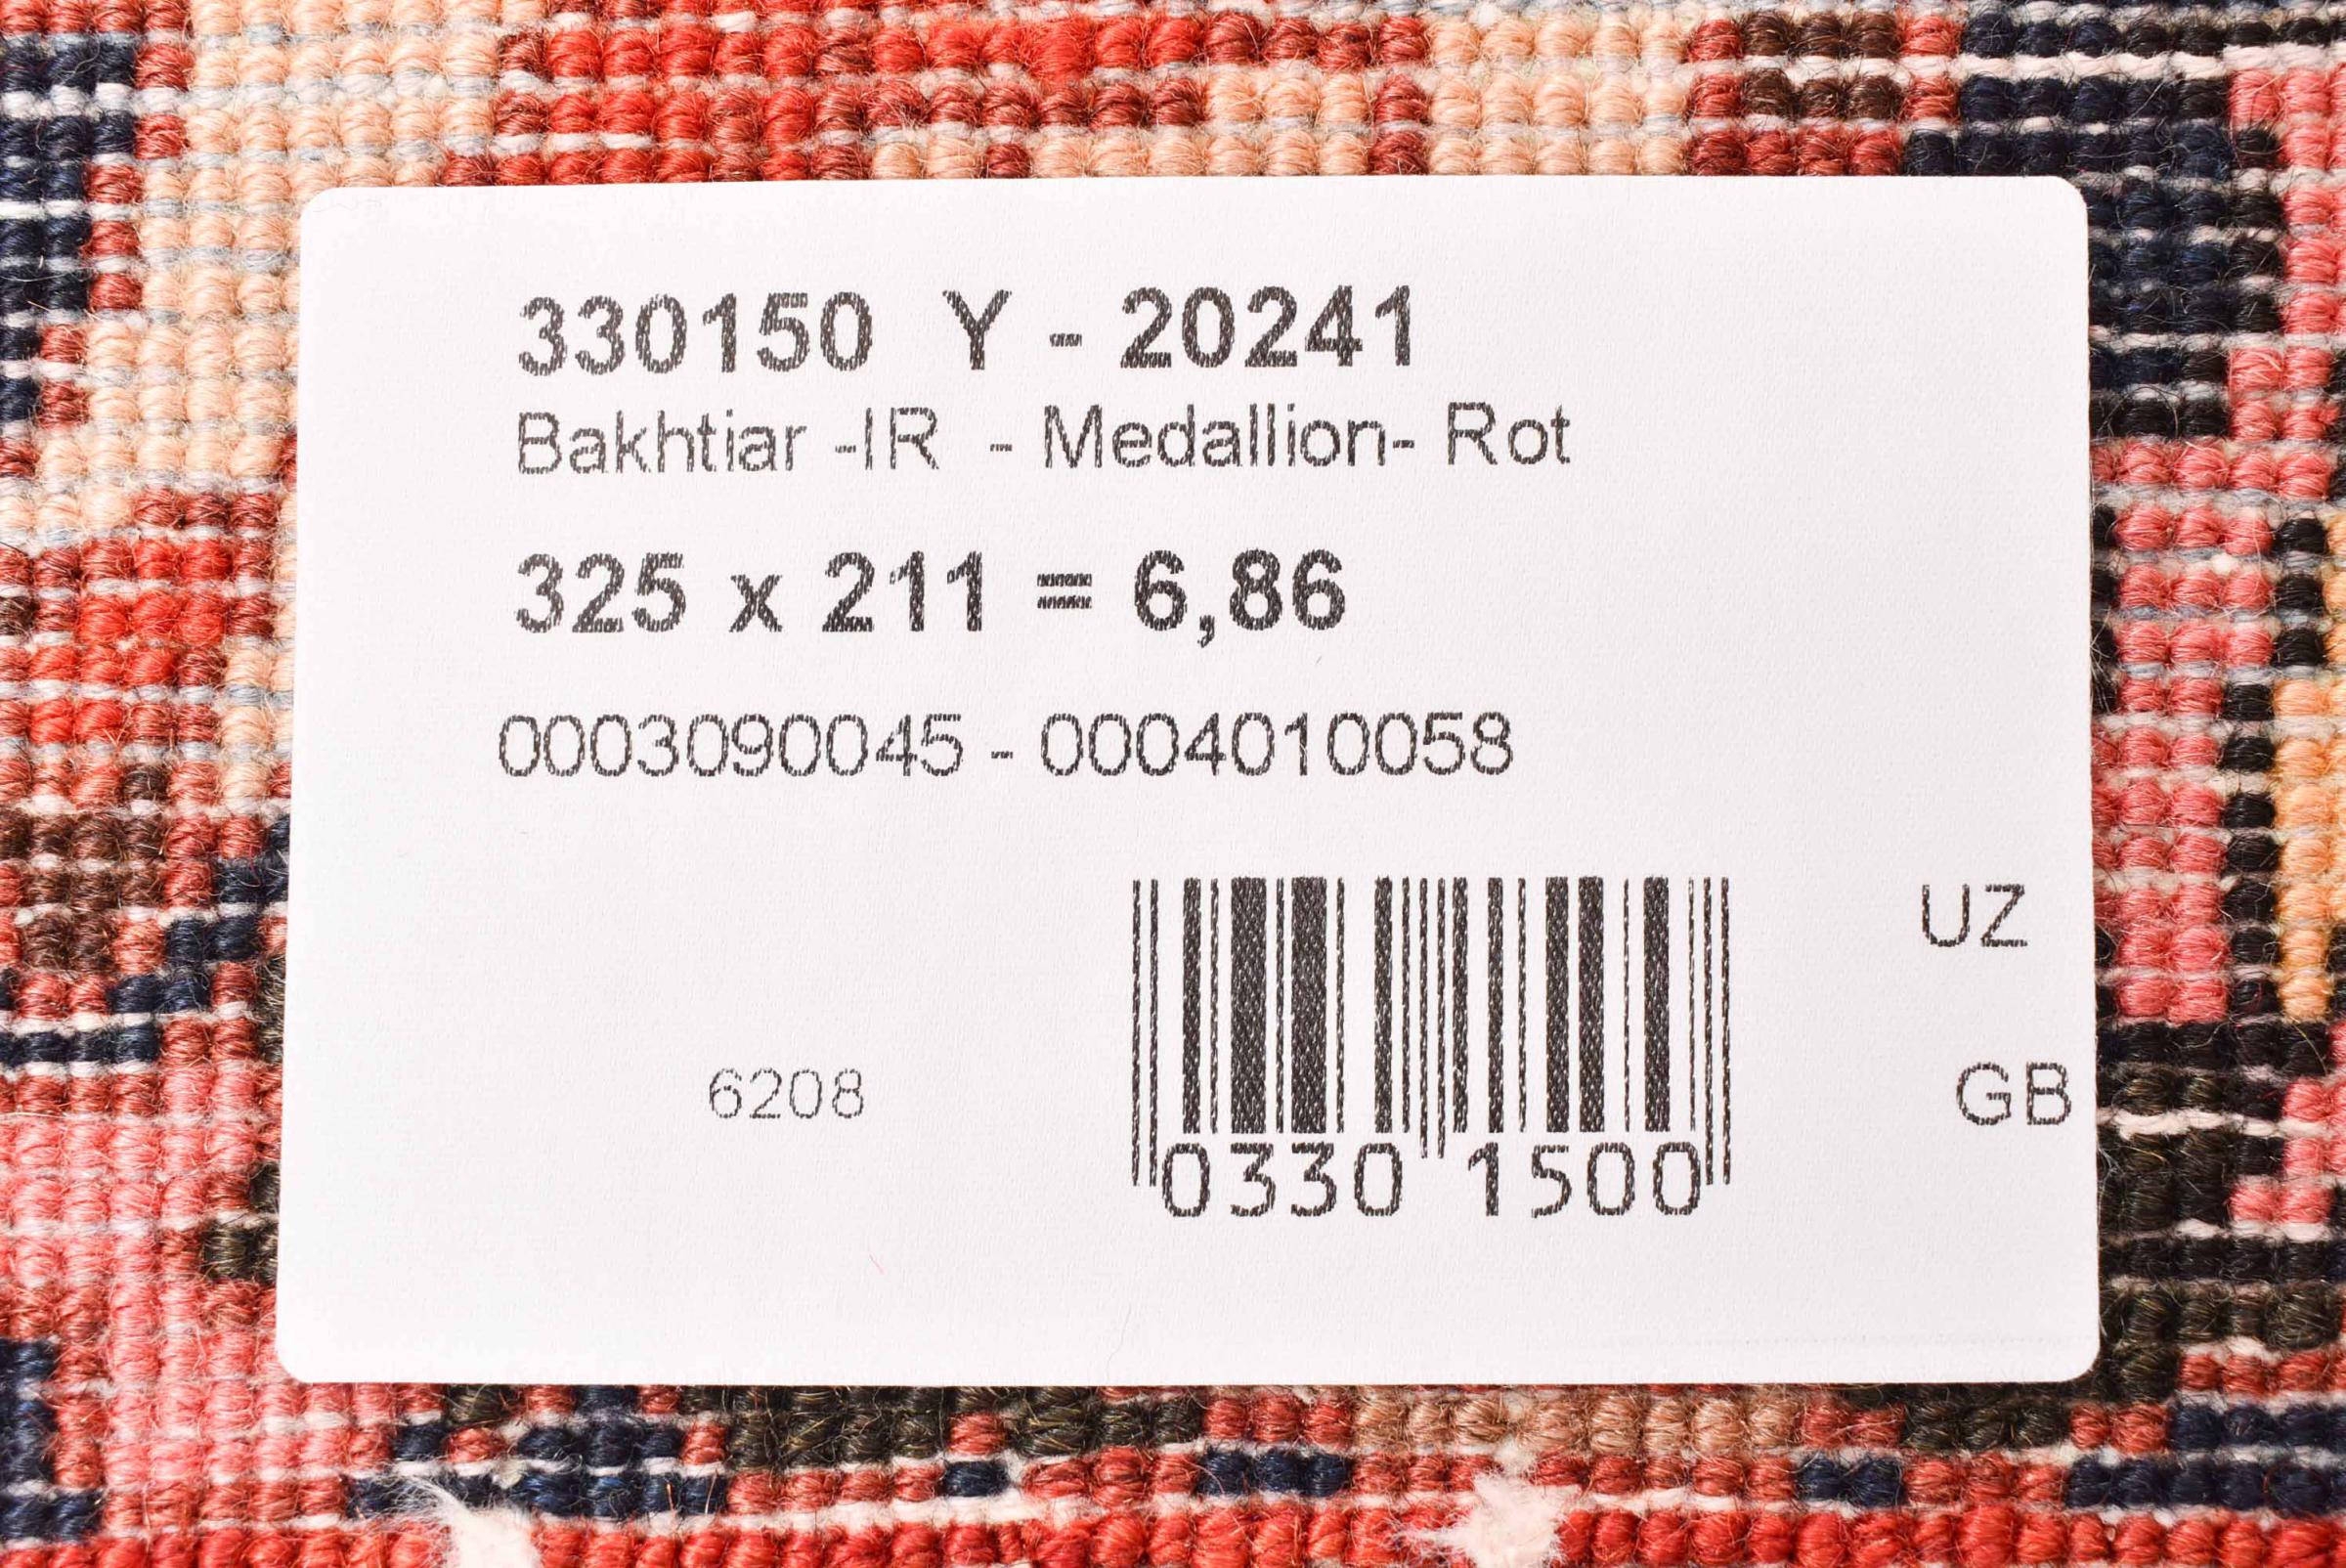 330150 Y - 20241
Bakhtiar -IR - Medallion- Rot
325 x 211 = 6,86
0003090045 - 0004010058
UZ
6208
GB
0330 1500